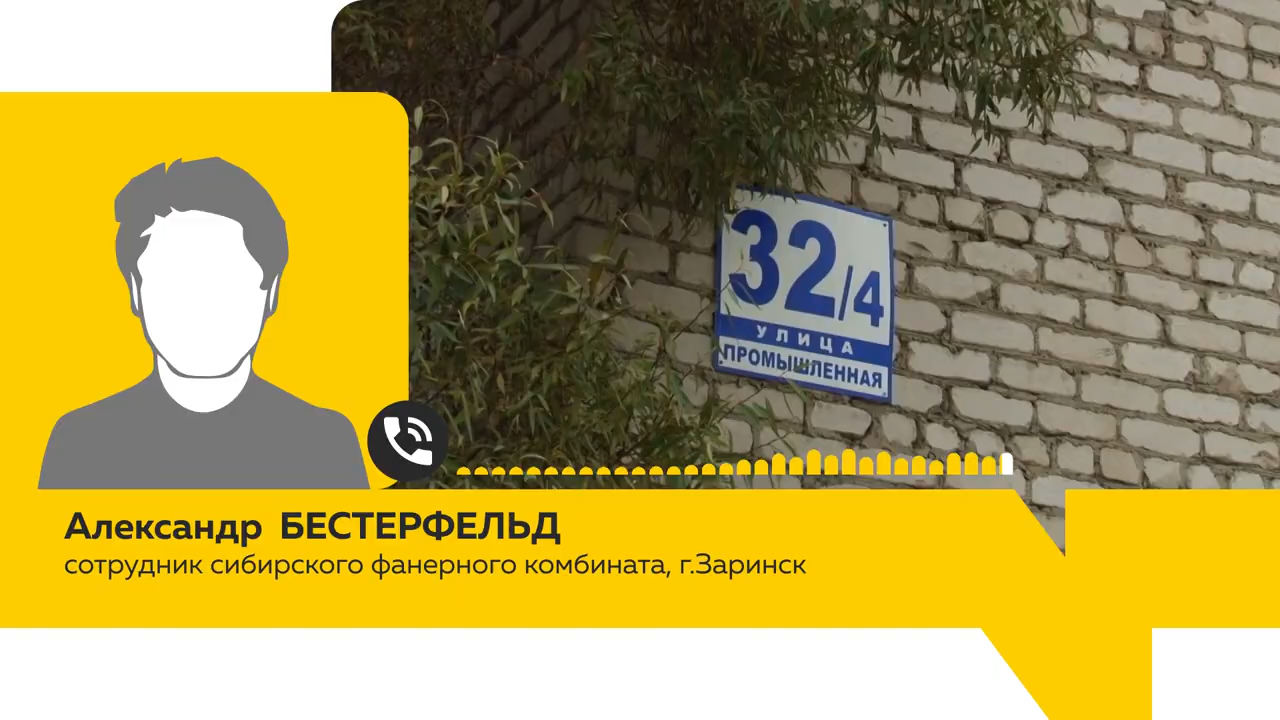 32/4
УЛИЦА
ПРОМЫШЛЕННАЯ
Александр БЕСТЕРФЕЛЬД
сотрудник сибирского фанерного комбината, г.Заринск